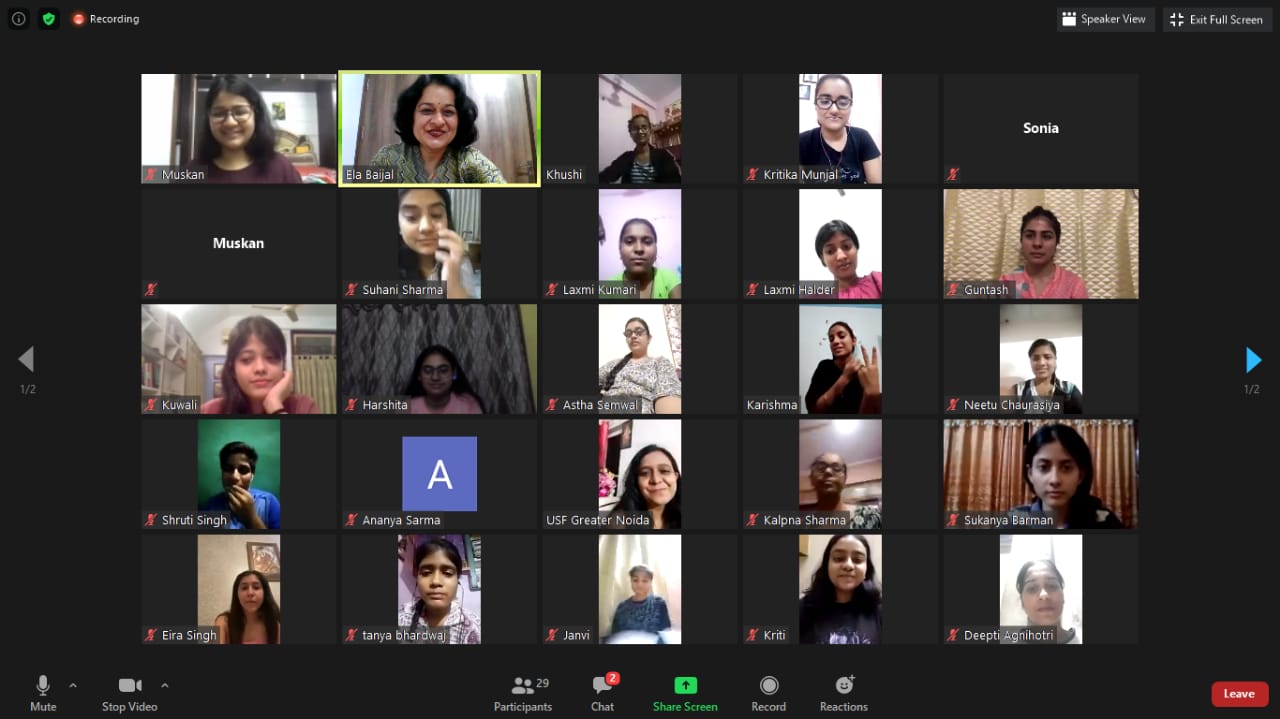 Recording
Speaker View
Exit Full Screen
Muskan
Ela Baijal
Khushi
Kritika Munjal
Sonia
Muskan
Suhani Sharma
Laxmi Kumari
Laxmi Halder
Guntash
Kuwali
Harshita
Astha Semwal
Karishma
Neetu Chaurasiya
Shruti Singh
A
Ananya Sarma
USF Greater Noida
Kalpna Sharma
Sukanya Barman
Eira Singh
tanya bhardwaj
Janvi
Kriti
Deepti Agnihotri
1/2
1/2
Mute
Stop Video
29
Participants
2
Chat
Share Screen
Record
Reactions
Leave